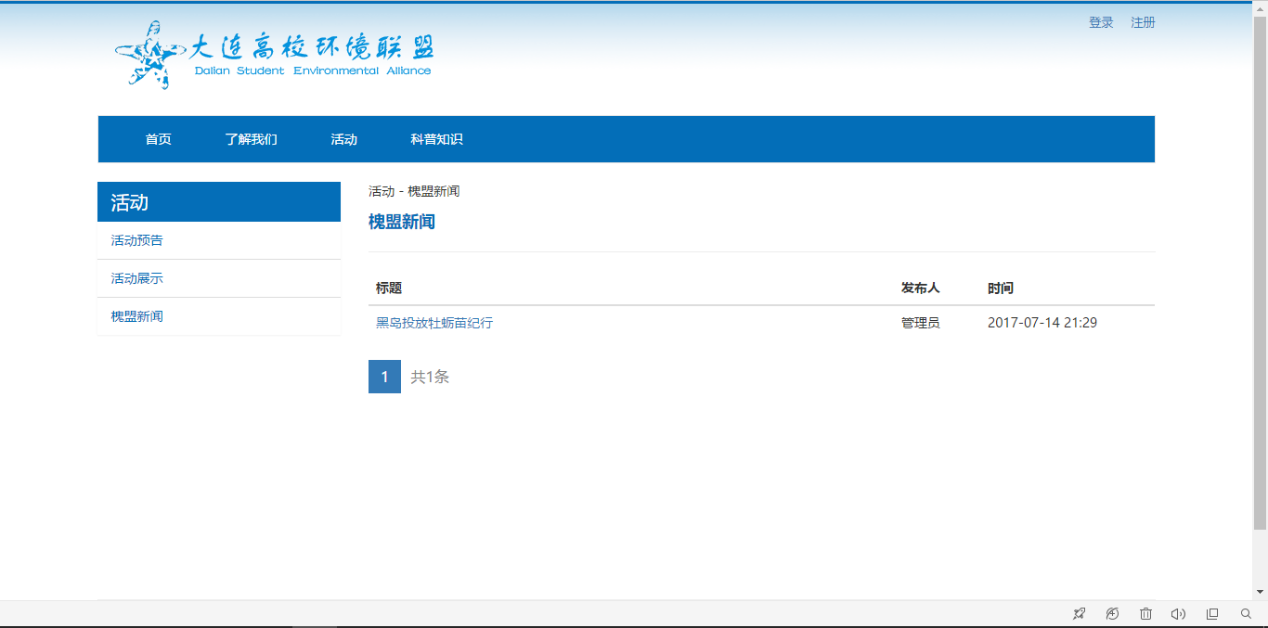 登录 注册
大连高校环境联盟
Dalian Student Environmental Alliance
首页 了解我们 活动 科普知识
活动
活动预告
活动展示
槐盟新闻
活动 - 槐盟新闻
槐盟新闻
标题 发布人 时间
黑岛投放牡蛎苗纪行 管理员 2017-07-14 21:29
1 共1条